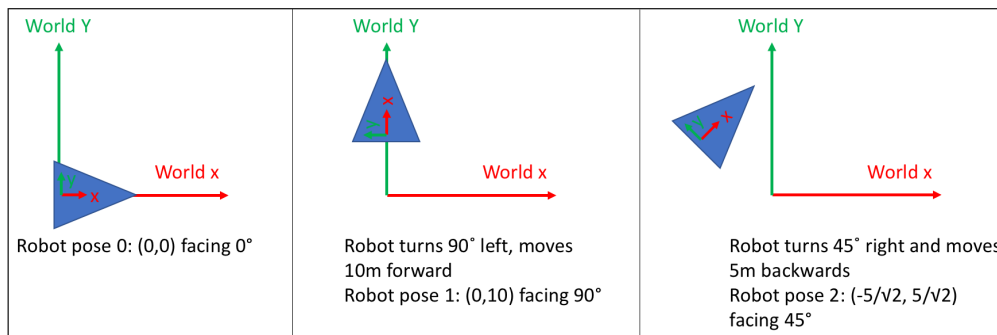 World Y
Y
X
World x
Robot pose 0: (0,0) facing 0°
World Y
X
Y
World x
Robot turns 90˚ left, moves
10m forward
Robot pose 1: (0,10) facing 90°
World Y
Y
X
World x
Robot turns 45˚ right and moves
5m backwards
Robot pose 2: (-5/√2, 5/√2)
facing 45°